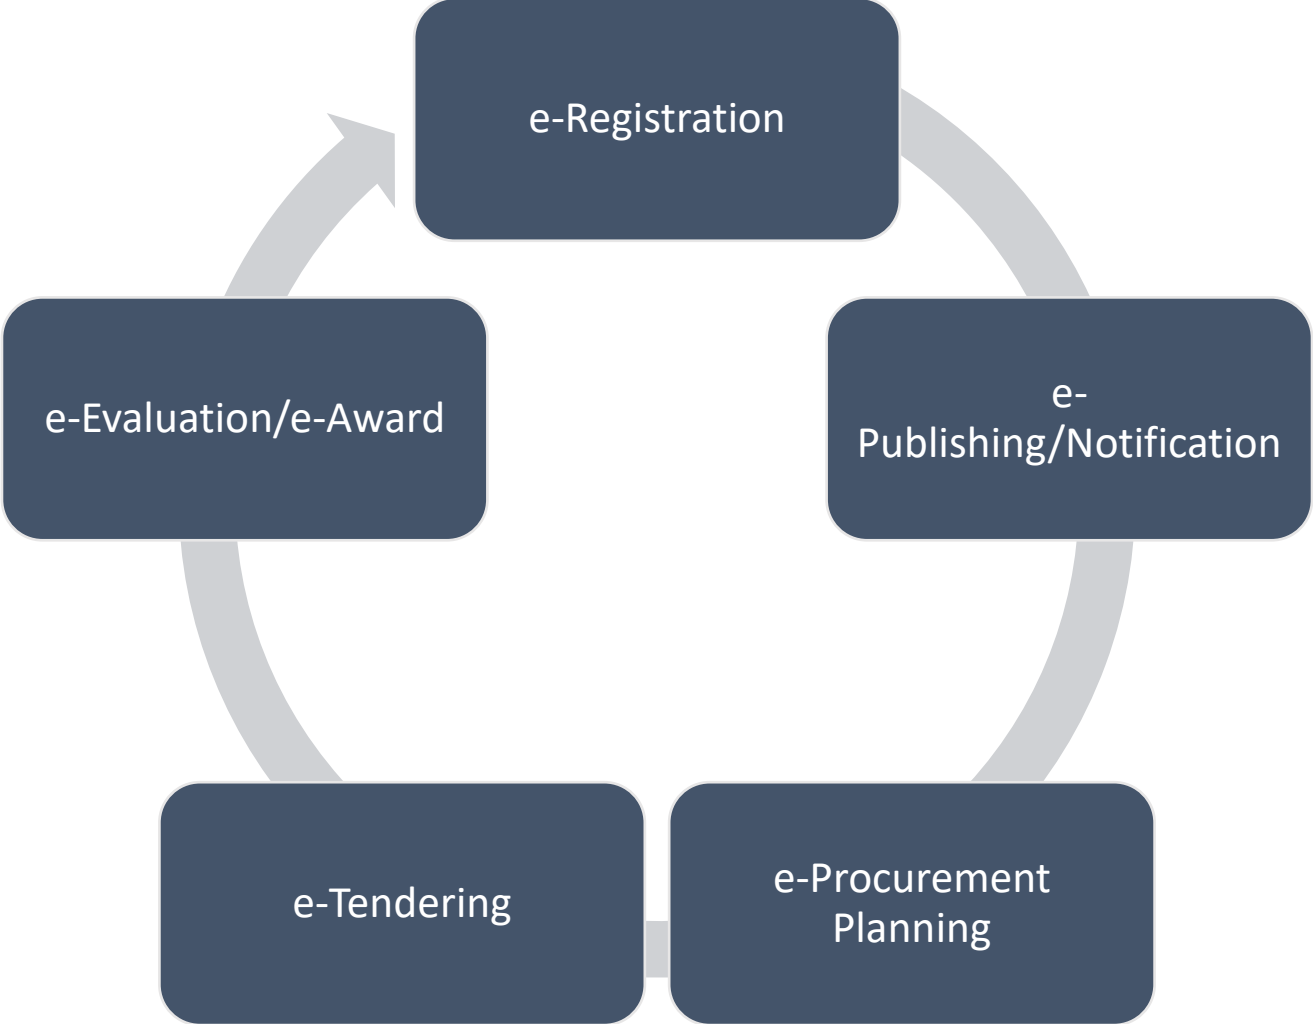 e-Registration
e-
Publishing/Notification
e-Procurement
Planning
e-Tendering
e-Evaluation/e-Award